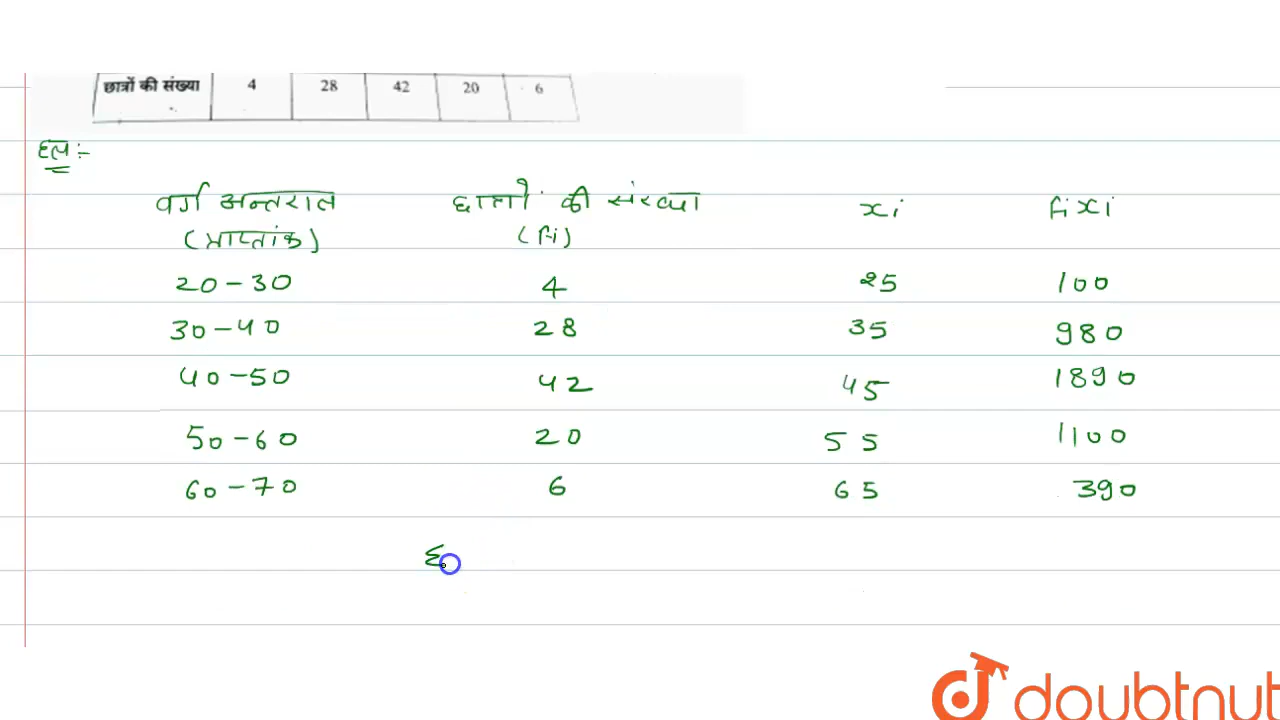 छात्रों की संख्या 4 28 42 20 6
हल :-
वर्ग अन्तराल छात्रों की संख्या xi fixi
(प्राप्तांक) (fi)
20-30 4 25 100
30-40 28 35 980
40-50 42 45 1890
50-60 20 55 1100
60-70 6 65 390
Σ
doubtnut